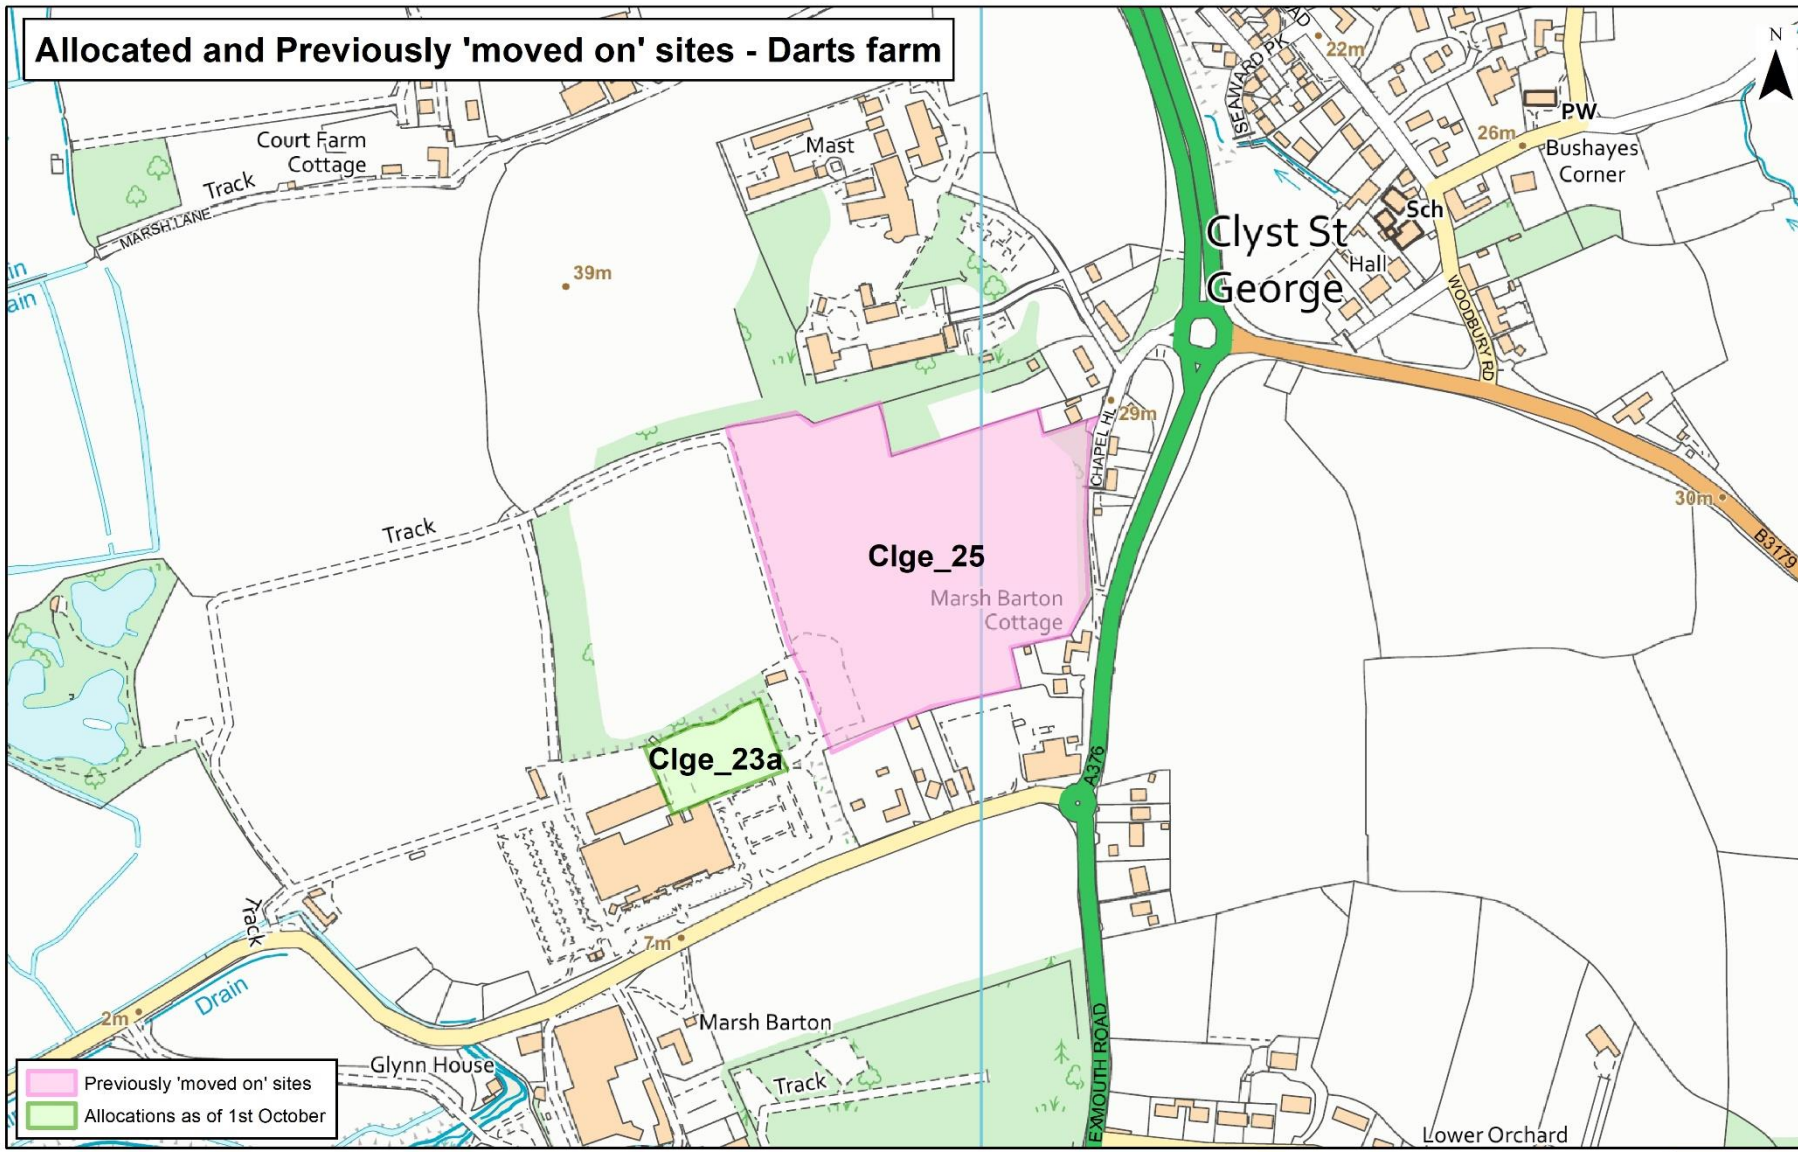 Allocated and Previously 'moved on' sites - Darts farm
N
22m
SEAWARD PK
AD
PW
26m
Bushayes
Corner
Mast
Court Farm
Cottage
Track
MARSH LANE
Sch
Clyst St
George
Hall
WOODBURY RD
39m
ain
ain
29m
CHAPEL HL
30m
B3179
Track
Clge_25
Marsh Barton
Cottage
Clge_23a
A376
Track
7m
Drain
2m
Marsh Barton
Glynn House
Track
EXMOUTH ROAD
Lower Orchard
Previously 'moved on' sites
Allocations as of 1st October